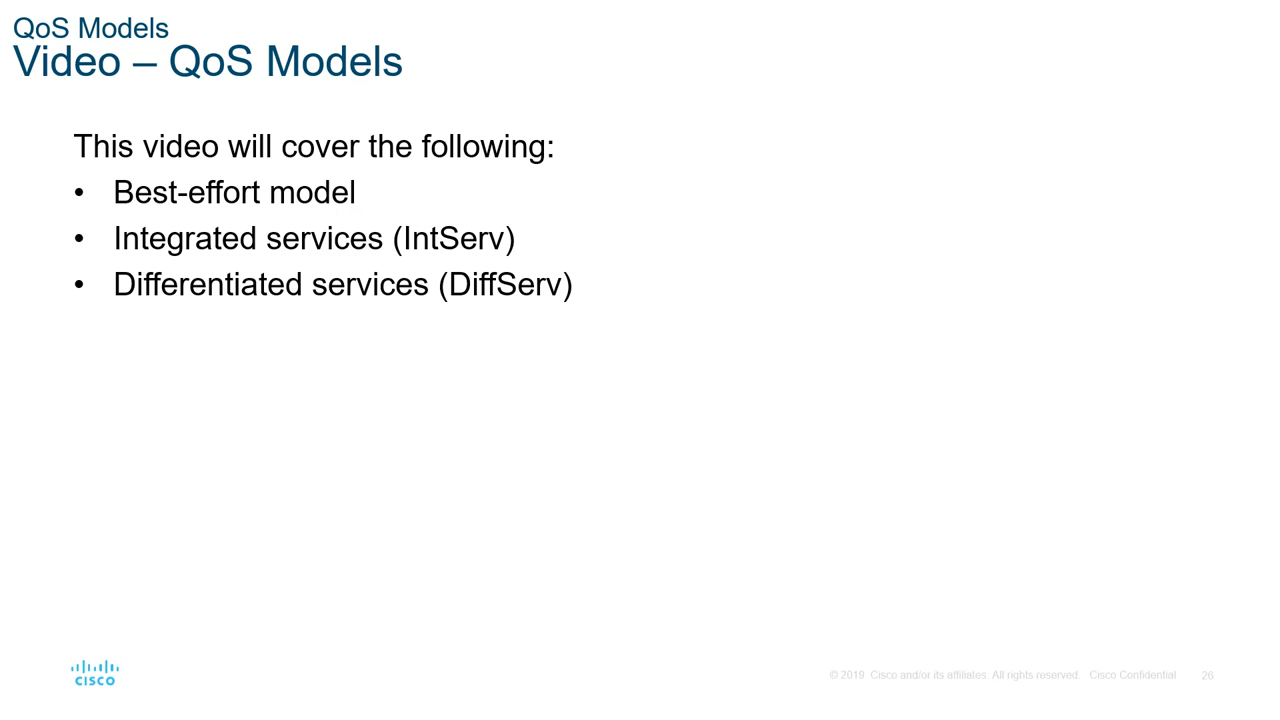 QoS Models
Video – QoS Models
This video will cover the following:
• Best-effort model
• Integrated services (IntServ)
• Differentiated services (DiffServ)
CISCO
© 2019 Cisco and/or its affiliates. All rights reserved. Cisco Confidential 26